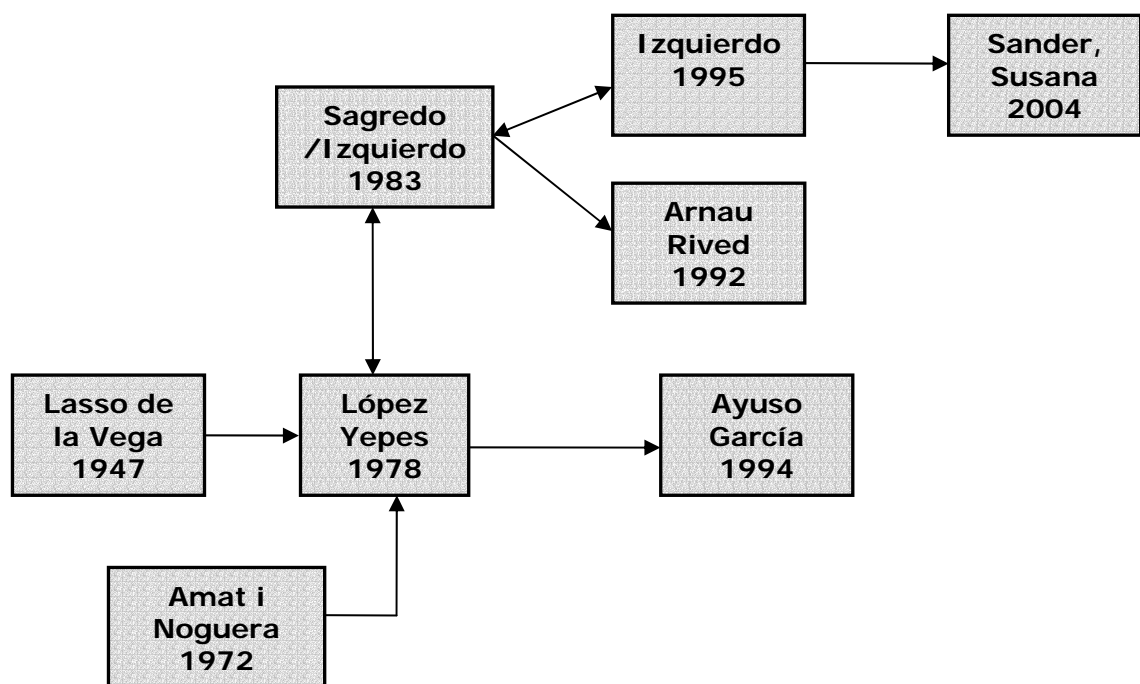 Izquierdo
1995
Sander,
Susana
2004
Sagredo
/Izquierdo
1983
Arnau
Rived
1992
Lasso de
la Vega
1947
López
Yepes
1978
Ayuso
García
1994
Amat i
Noguera
1972